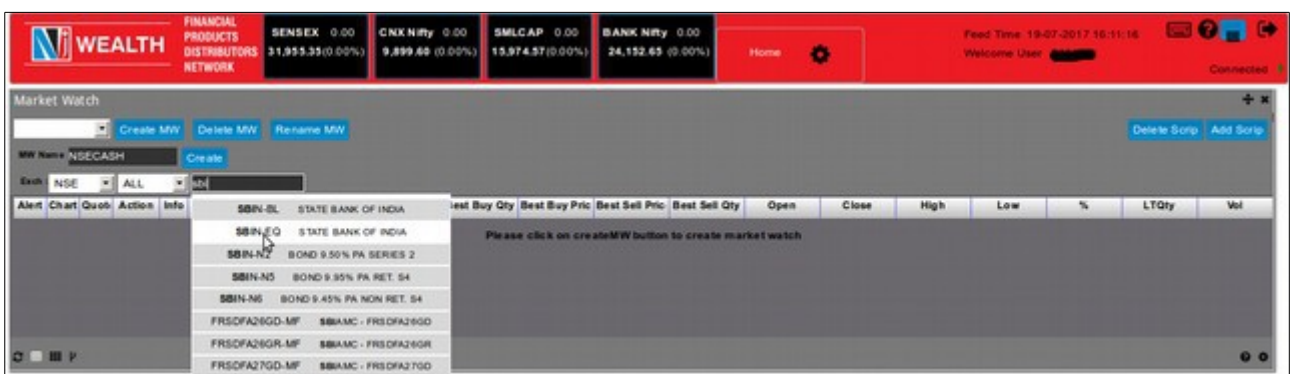 Nj WEALTH
FINANCIAL
PRODUCTS
DISTRIBUTORS
NETWORK
SENSEX 0.00
31,955.35(0.00%)
CNX Nifty 0.00
9,899.60 (0.00%)
SMLCAP 0.00
15,974.57(0.00%)
BANK Nifty 0.00
24,152.65 (0.00%)
Home
Feed Time 19-07-2017 16:11:16
Welcome User
Connected
Market Watch
Create MW Delete MW Rename MW Delete Scrip Add Scrip
MW Name NSECASH Create
Exch : NSE ALL sbi
Alert Chart Quot Action Info Best Buy Qty Best Buy Pric Best Sell Pric Best Sell Qty Open Close High Low % LTQty Vol
SBIN-BL STATE BANK OF INDIA
SBIN-EQ STATE BANK OF INDIA
Please click on createMW button to create market watch
SBIN-N2 BOND 9.50% PA SERIES 2
SBIN-N5 BOND 9.95% PA RET. S4
SBIN-N6 BOND 9.45% PA NON RET. S4
FRSDFA26GD-MF SBIAMC - FRSDFA26GD
FRSDFA26GR-MF SBIAMC - FRSDFA26GR
FRSDFA27GD-MF SBIAMC - FRSDFA27GD